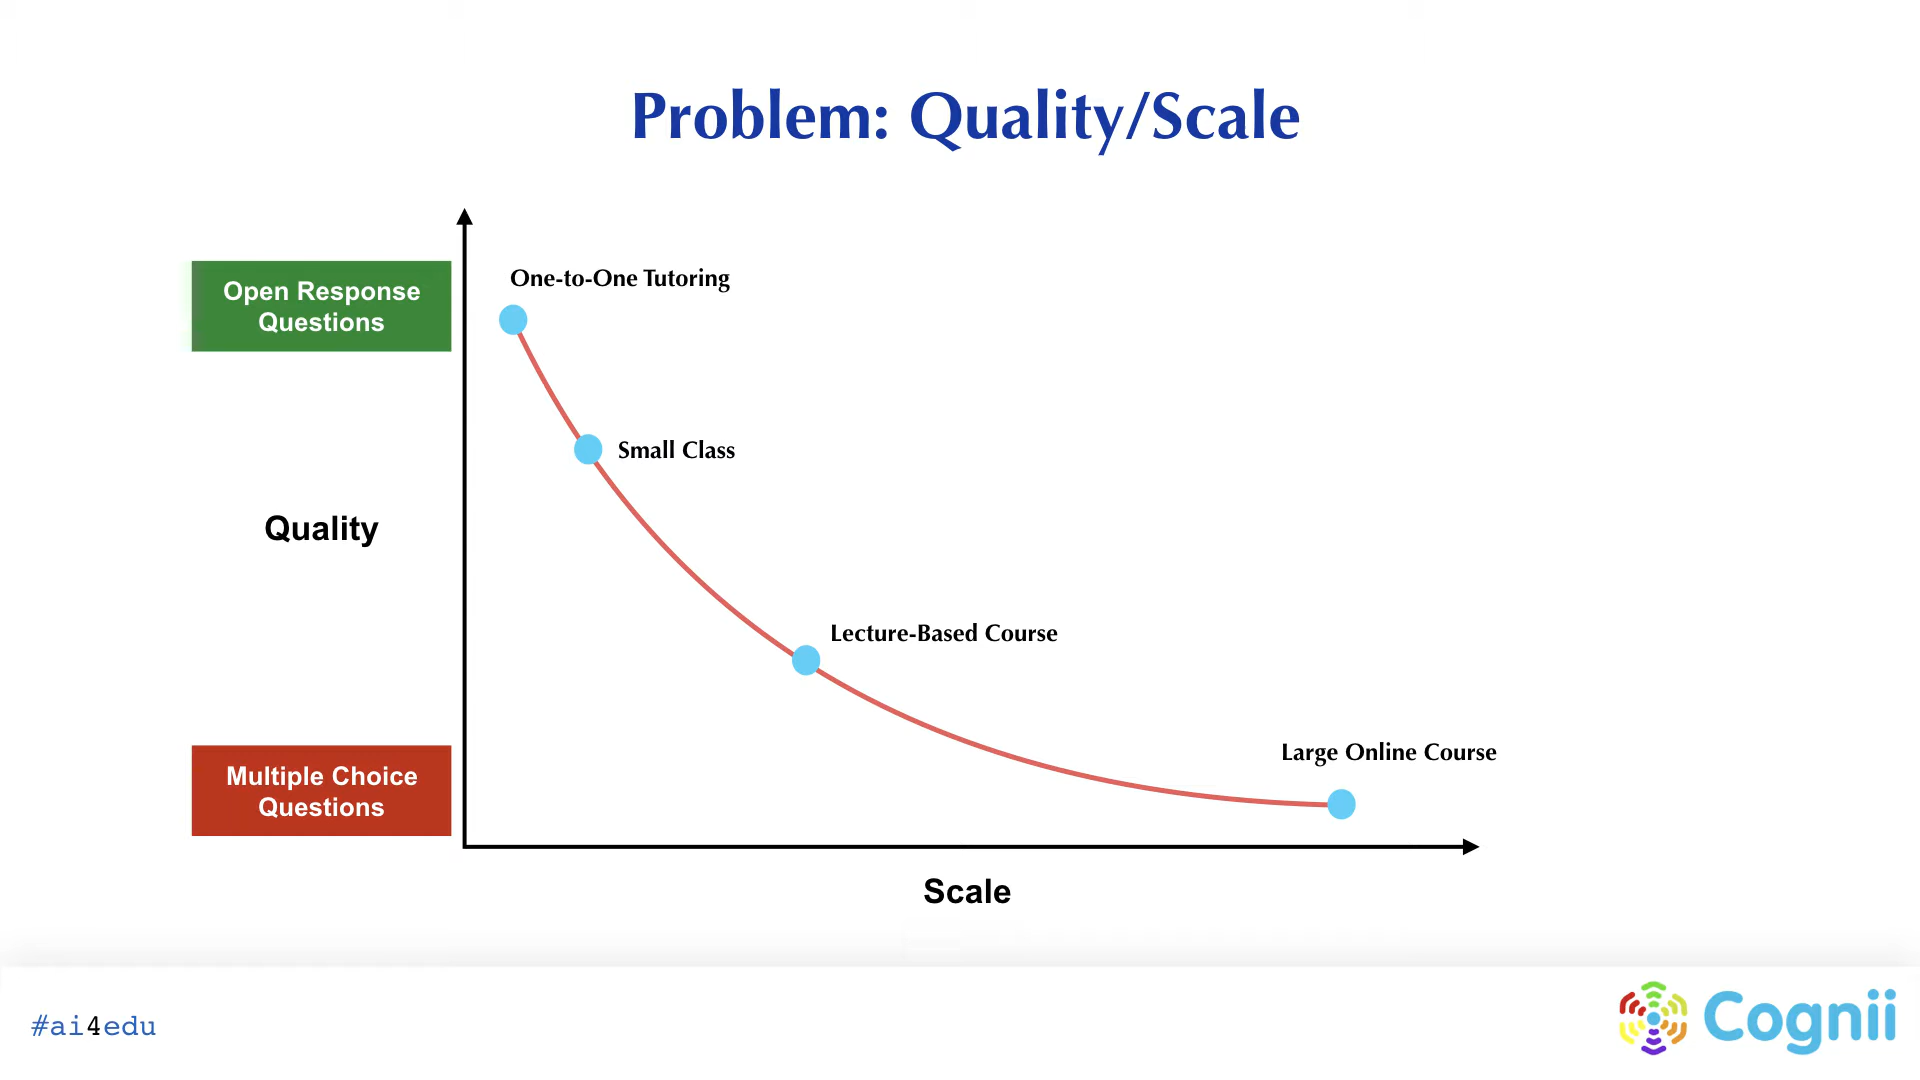 Problem: Quality/Scale
Open Response
Questions
One-to-One Tutoring
Small Class
Quality
Lecture-Based Course
Large Online Course
Multiple Choice
Questions
Scale
#ai4edu
Cognii